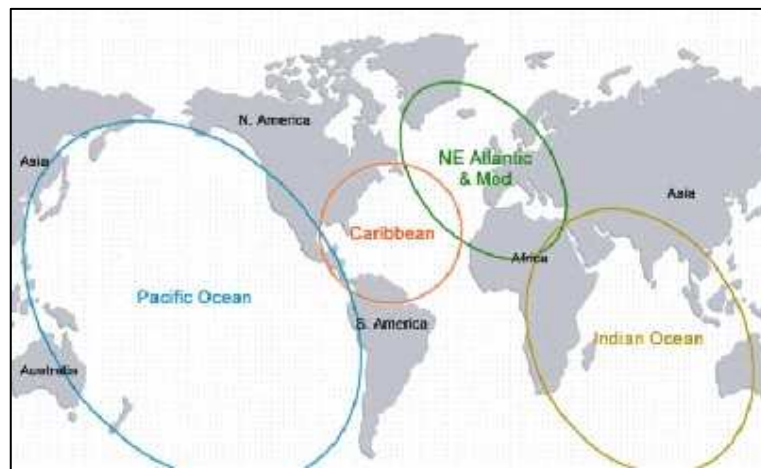 N. America
Asia
NE Atlantic
& Med
Asia
Caribbean
Africa
Pacific Ocean
S. America
Indian Ocean
Australia